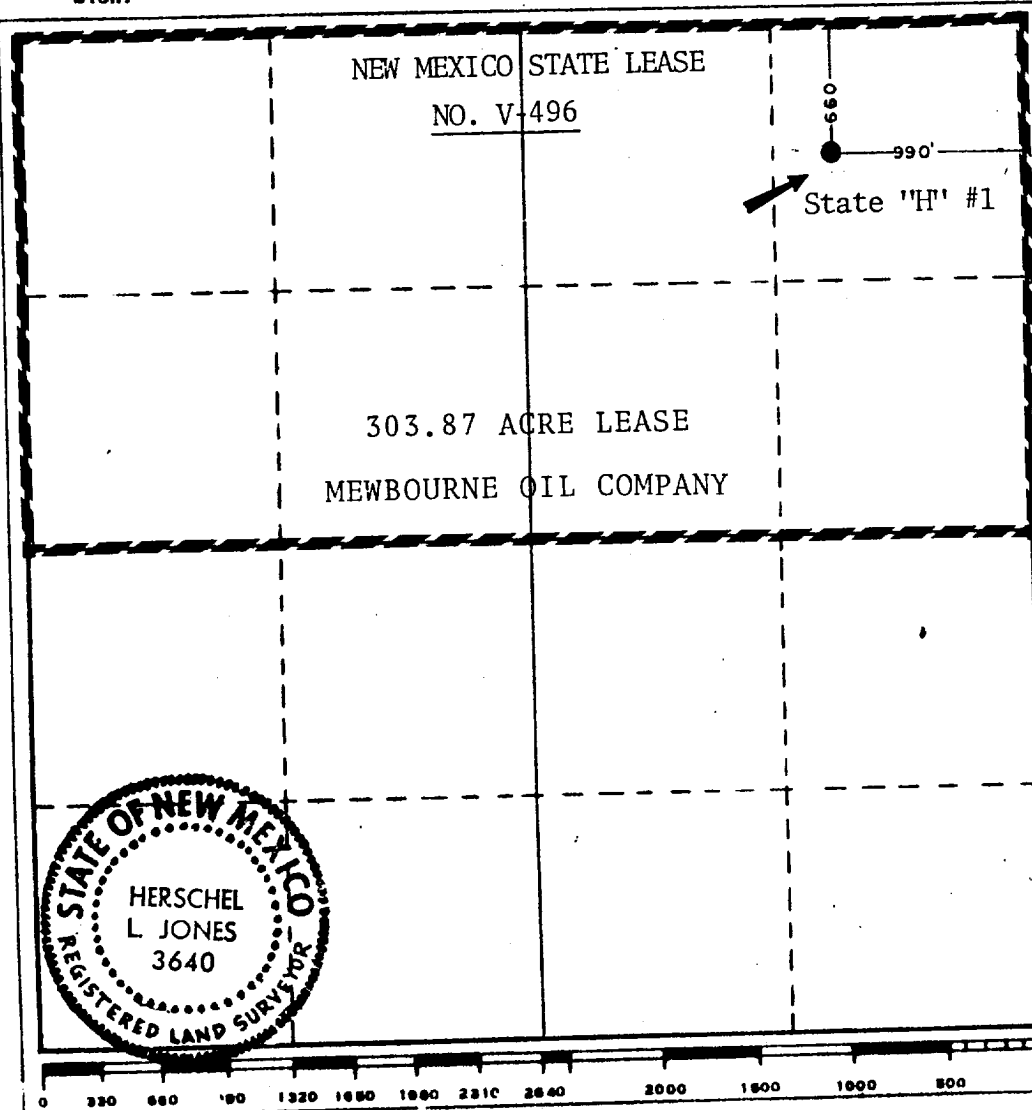 NEW MEXICO STATE LEASE
NO. V-496
660
990'
State "H" #1
303.87 ACRE LEASE
MEWBOURNE OIL COMPANY
STATE OF NEW MEXICO
HERSCHEL
L. JONES
3640
REGISTERED LAND SURVEYOR
0 330 660 '90 1320 1650 1980 2310 2640 2000 1500 1000 500